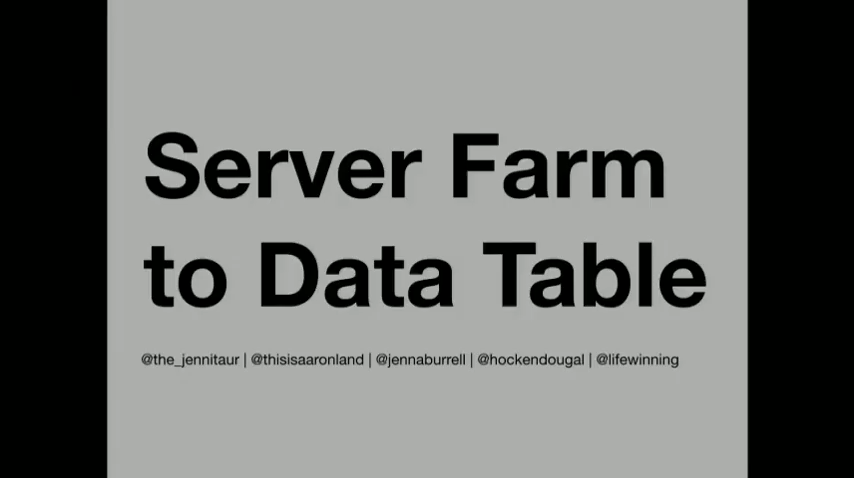 Server Farm
to Data Table
@the_jennitaur | @thisisaaronland | @jennaburrell | @hockendougal | @lifewinning